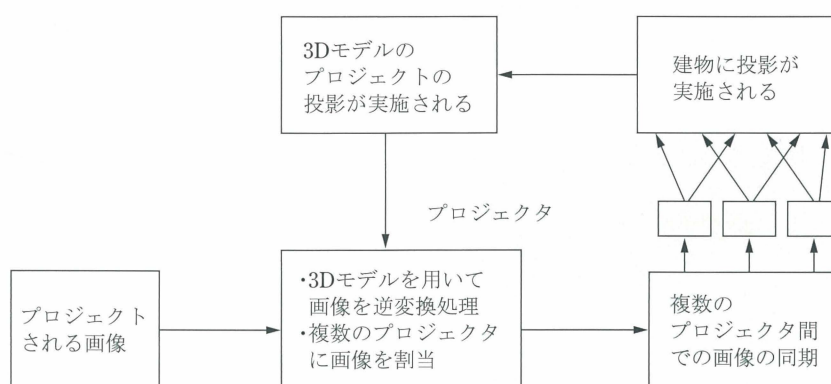 3Dモデルの
プロジェクトの
投影が実施される
建物に投影が
実施される
プロジェクタ
プロジェクト
される画像
・3Dモデルを用いて
画像を逆変換処理
・複数のプロジェクタ
に画像を割当
複数の
プロジェクタ間
での画像の同期